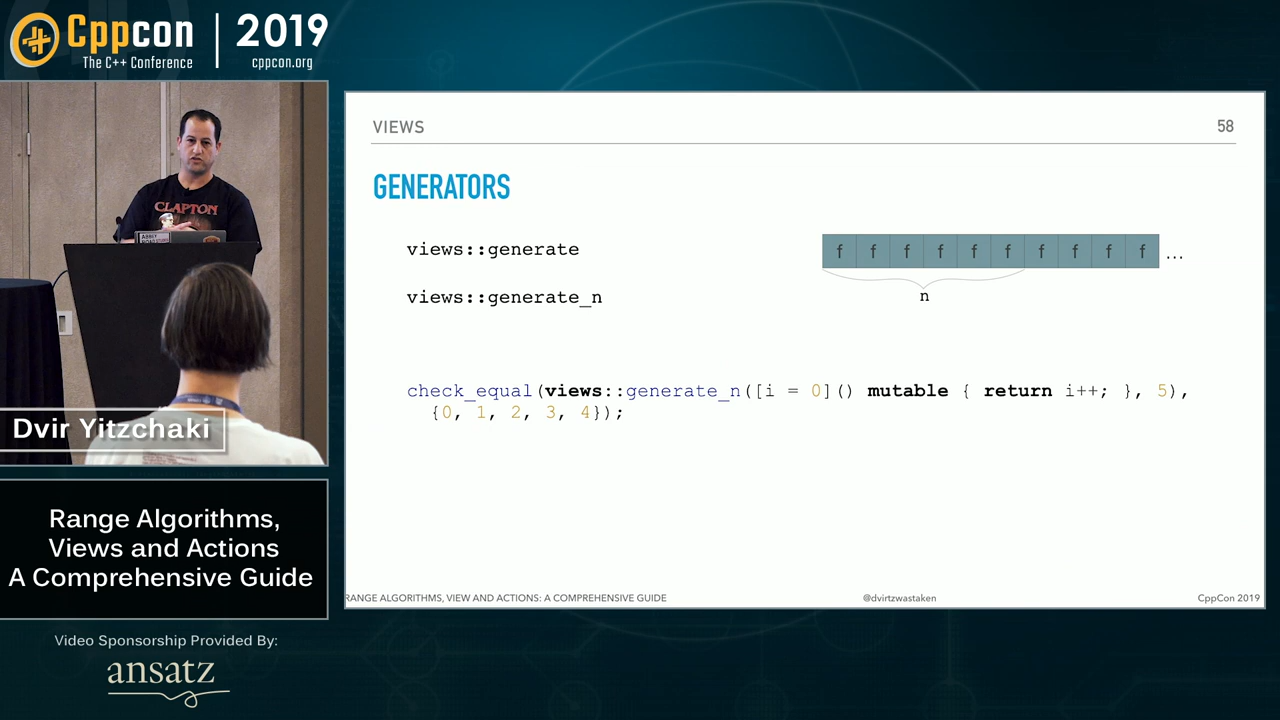 Cppcon | 2019
The C++ Conference
cppcon.org
CLAPTON
Dvir Yitzchaki
Range Algorithms,
Views and Actions
A Comprehensive Guide
Video Sponsorship Provided By:
ansatz
VIEWS
58
GENERATORS
views::generate
f f f f f f f f f f ...
n
views::generate_n
check_equal(views::generate_n([i = 0]() mutable { return i++; }, 5),
{0, 1, 2, 3, 4});
RANGE ALGORITHMS, VIEW AND ACTIONS: A COMPREHENSIVE GUIDE
@dvirtzwastaken
CppCon 2019